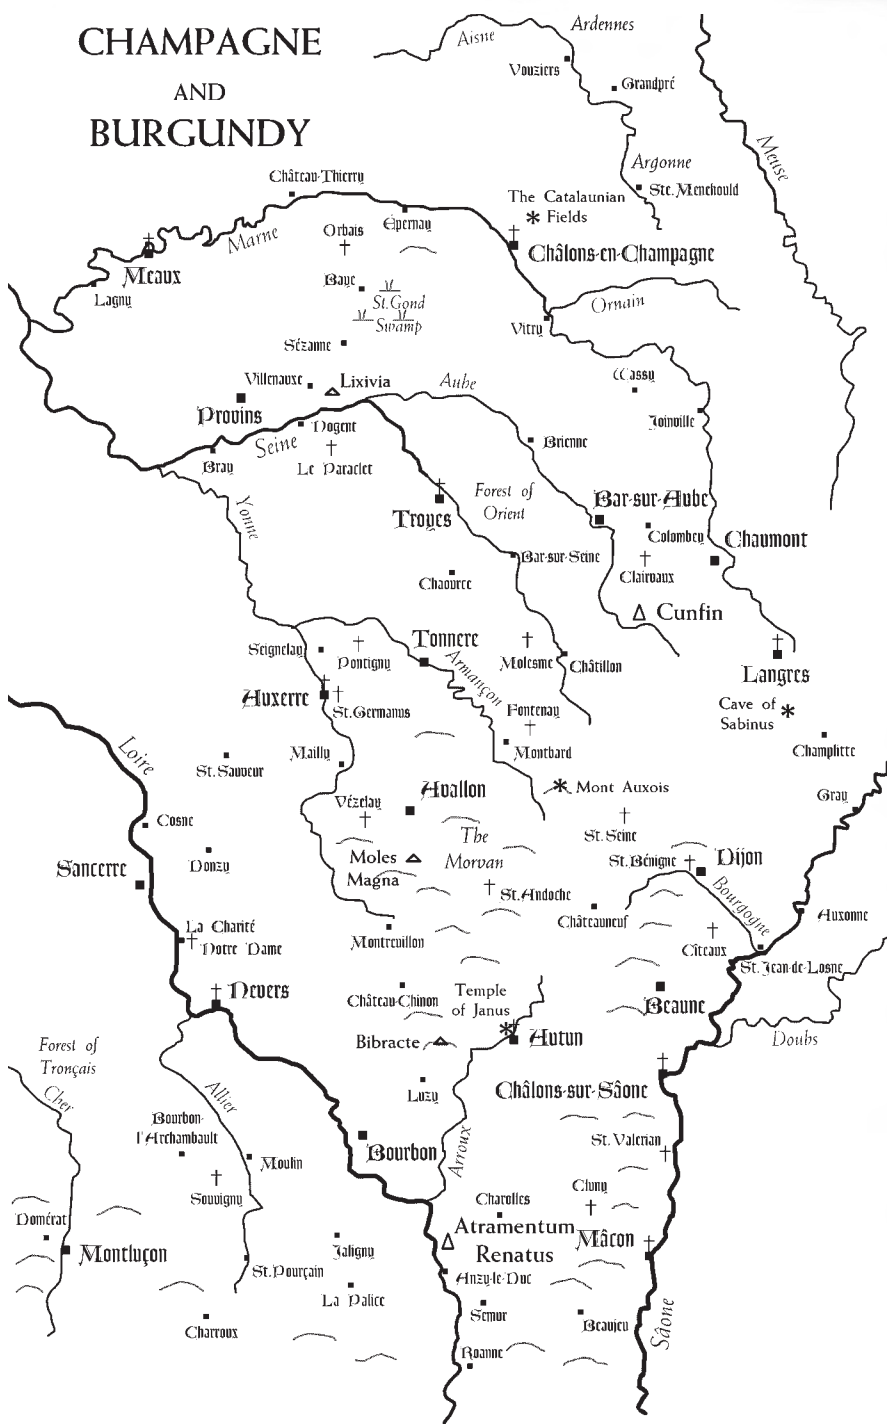 CHAMPAGNE
AND
BURGUNDY
Aisne
Ardennes
Vouziers
Grandpré
Meuse
Argonne
Ste. Menehould
Château-Thierry
The Catalaunian
Fields
Épernay
Orbais
Marne
Châlons-en-Champagne
Meaux
Lagny
Baye
St. Gond
Swamp
Ornain
Vitry
Sézanne
Villenauxe
Lixivia
Aube
Wassy
Provins
Joinville
Nogent
Seine
Bray
Le Paraclet
Brienne
Yonne
Troyes
Forest of
Orient
Bar-sur-Aube
Colombey
Chaumont
Bar-sur-Seine
Clairvaux
Chaource
Cunfin
Seignelay
Pontigny
Tonnere
Armançon
Molesme
Châtillon
Langres
Auxerre
St. Germanus
Fontenay
Cave of
Sabinus
Loire
Mailly
Montbard
Champlitte
St. Sauveur
Avallon
Mont Auxois
Gray
Vézelay
Cosne
The
Morvan
St. Seine
Donzy
Moles
Magna
St. Bénigne
Dijon
Sancerre
St. Andoche
Bourgogne
Châteauneuf
Auxonne
La Charité
Notre Dame
Montreuillon
Cîteaux
St. Jean-de-Losne
Nevers
Château-Chinon
Temple
of Janus
Beaune
Forest of
Tronçais
Bibracte
Autun
Doubs
Cher
Allier
Luzy
Châlons-sur-Sâone
Bourbon-
l'Archambault
Bourbon
Arroux
St. Valerian
Moulin
Souvigny
Charolles
Cluny
Domérat
Atramentum
Renatus
Mâcon
Montluçon
Jaligny
St. Pourçain
Anzy-le-Duc
La Palice
Semur
Beaujeu
Charroux
Sâone
Roanne